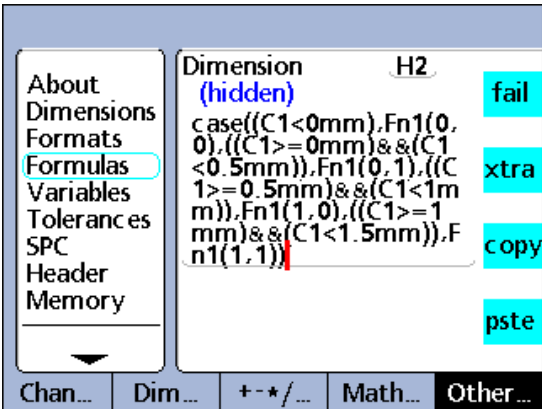 About
Dimensions
Formats
Formulas
Variables
Tolerances
SPC
Header
Memory
Dimension H2
(hidden)
case((C1<0mm),Fn1(0,
0),((C1>=0mm)&&(C1
<0.5mm)),Fn1(0,1),((C
1>=0.5mm)&&(C1<1m
m)),Fn1(1,0),((C1>=1
mm)&&(C1<1.5mm)),F
n1(1,1))
fail
xtra
copy
pste
Chan...
Dim...
+-*/...
Math...
Other...